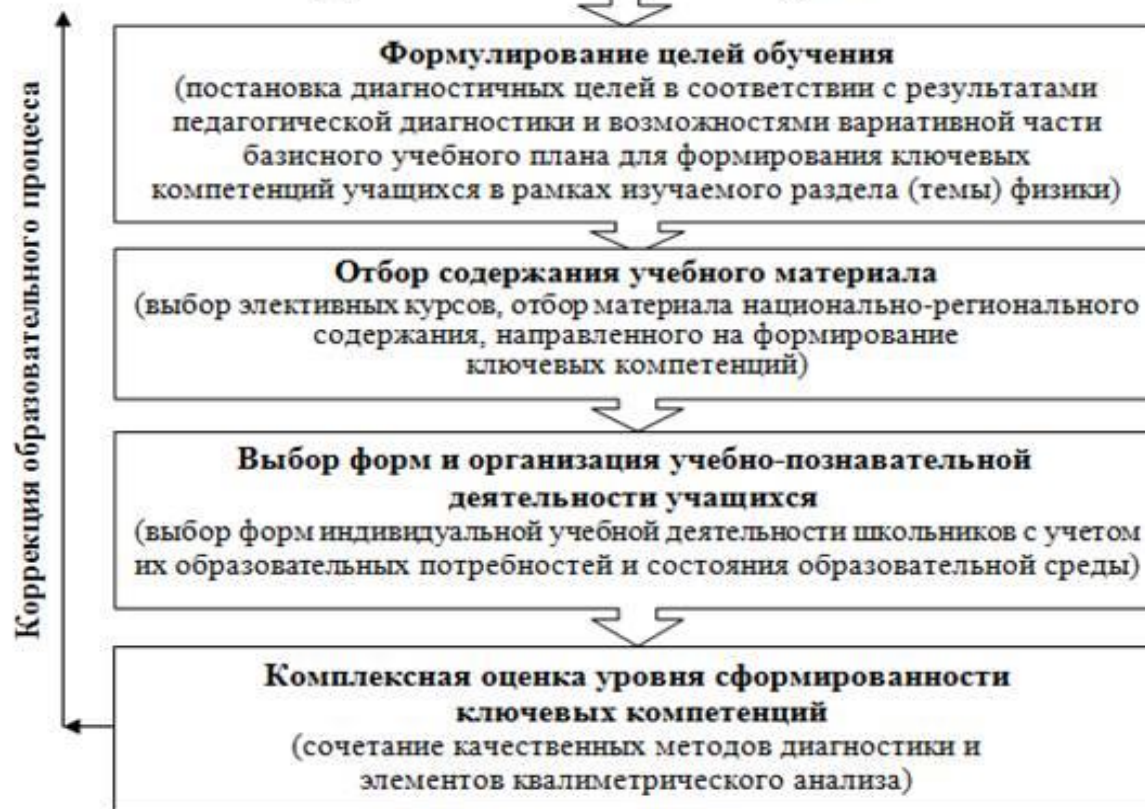 Формулирование целей обучения
(постановка диагностичных целей в соответствии с результатами
педагогической диагностики и возможностями вариативной части
базисного учебного плана для формирования ключевых
компетенций учащихся в рамках изучаемого раздела (темы) физики)
Отбор содержания учебного материала
(выбор элективных курсов, отбор материала национально-регионального
содержания, направленного на формирование
ключевых компетенций)
Выбор форм и организация учебно-познавательной
деятельности учащихся
(выбор форм индивидуальной учебной деятельности школьников с учетом
их образовательных потребностей и состояния образовательной среды)
Комплексная оценка уровня сформированности
ключевых компетенций
(сочетание качественных методов диагностики и
элементов квалиметрического анализа)
Коррекция образовательного процесса